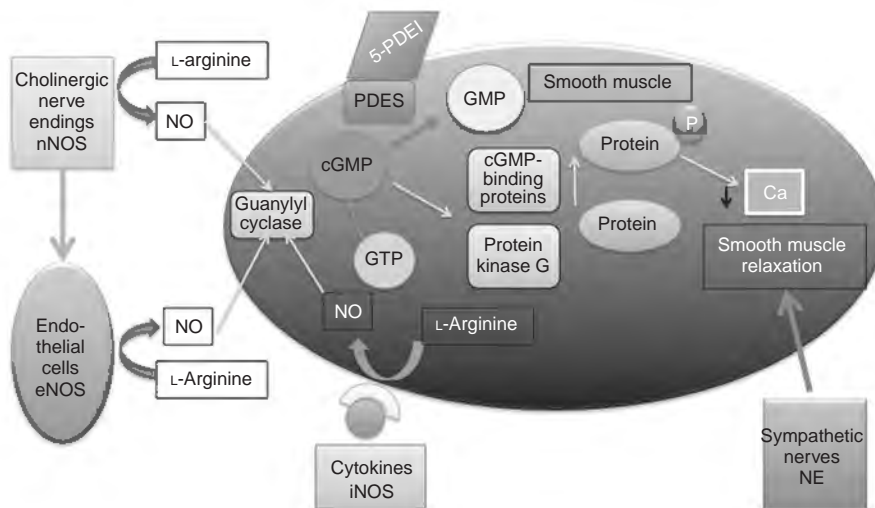 5-PDEI
PDES
GMP
Smooth muscle
Cholinergic
nerve
endings
nNOS
L-arginine
NO
cGMP
cGMP-
binding
proteins
Protein
P
Guanylyl
cyclase
GTP
Protein
kinase G
Protein
Ca
Smooth muscle
relaxation
Endo-
thelial
cells
eNOS
NO
L-Arginine
NO
L-Arginine
Cytokines
iNOS
Sympathetic
nerves
NE